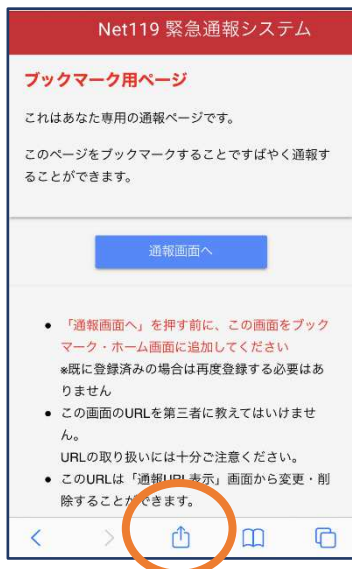 Net119 緊急通報システム
ブックマーク用ページ
これはあなた専用の通報ページです。
このページをブックマークすることですばやく通報す
ることができます。
通報画面へ
● 「通報画面へ」を押す前に、この画面をブック
マーク・ホーム画面に追加してください
※既に登録済みの場合は再度登録する必要はあ
りません
● この画面のURLを第三者に教えてはいけませ
ん。
URLの取り扱いには十分ご注意ください。
● このURLは「通報URL表示」画面から変更・削
除することができます。